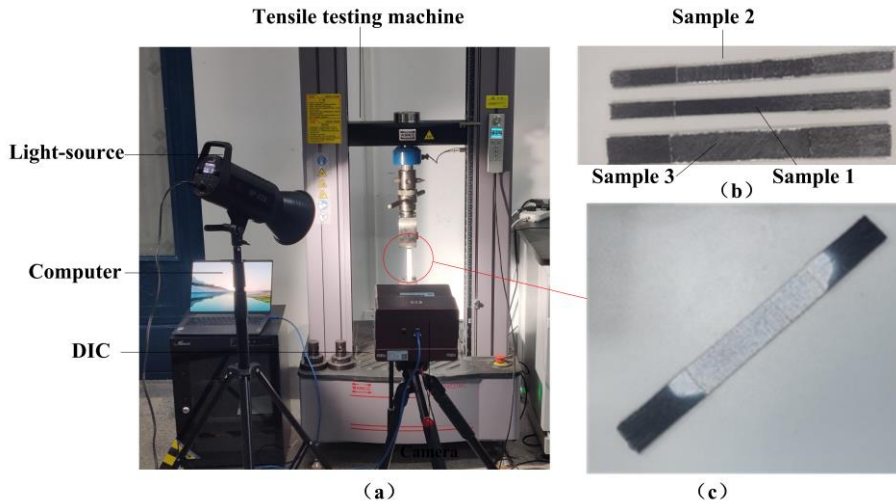 Tensile testing machine
Sample 2
Light-source
Sample 3
Sample 1
(b)
Computer
DIC
Camera
(a)
(c)